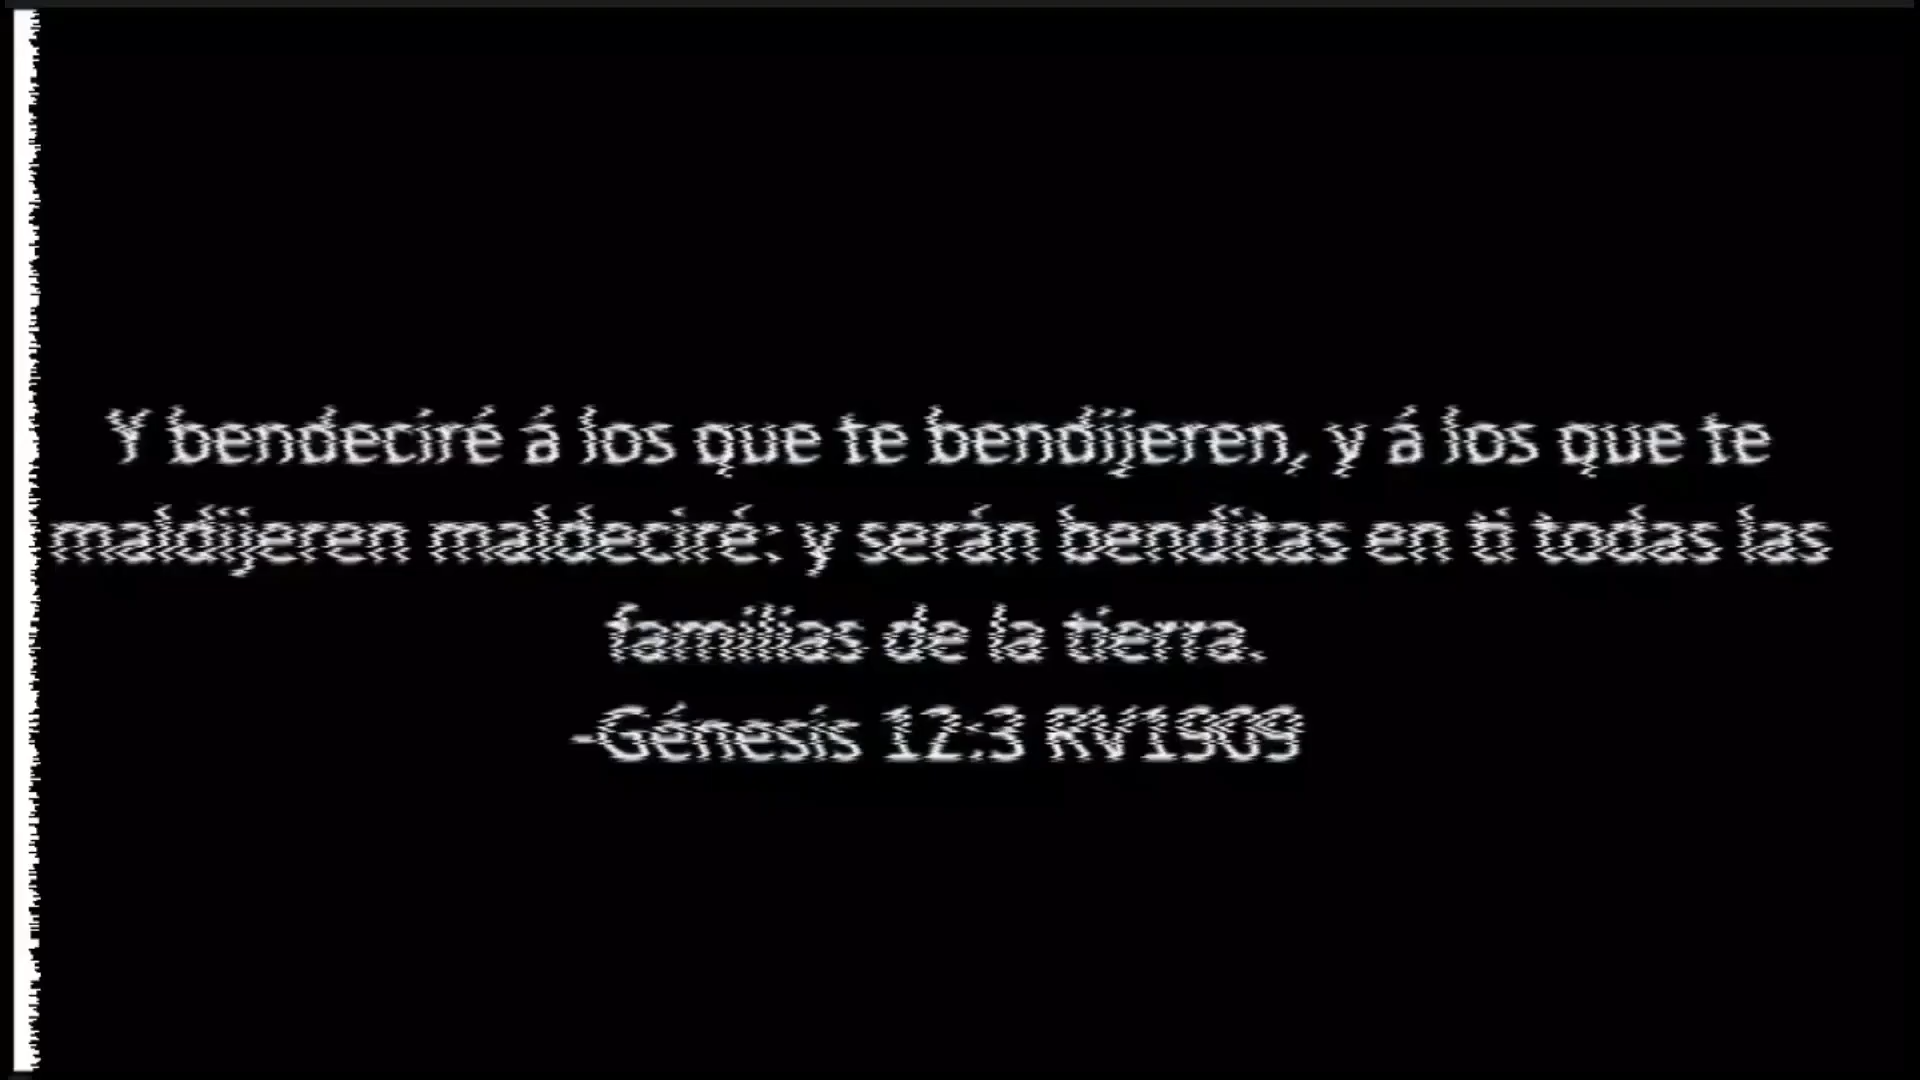 Y bendeciré á los que te bendijeren, y á los que te
maldijeren maldeciré: y serán benditas en ti todas las
familias de la tierra.
-Génesis 12:3 RV1909